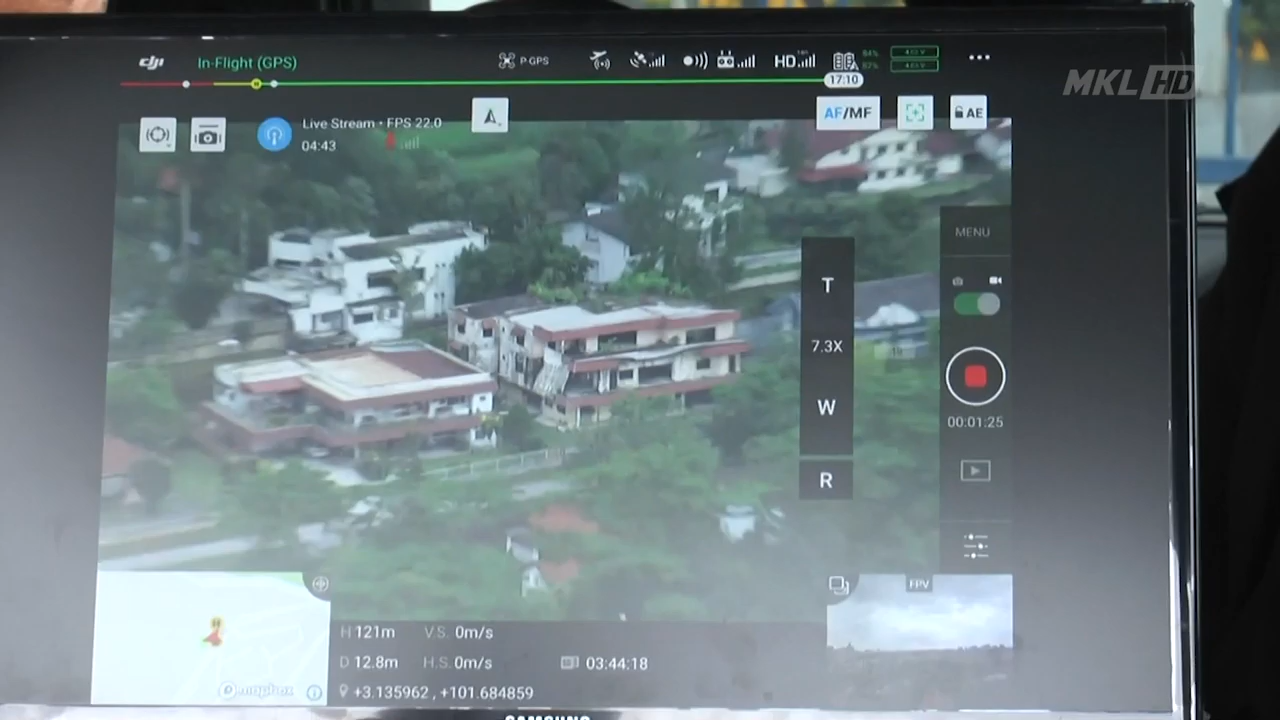 dji In-Flight (GPS) P-GPS HD
84%
87%
17:10
MKL HD
AF/MF
AE
Live Stream • FPS 22.0
04:43
MENU
T
7.3X
W
R
00:01:25
FPV
H 121m V.S. 0m/s
D 12.8m H.S. 0m/s 03:44:18
+3.135962 , +101.684859
mapbox
SAMSUNG